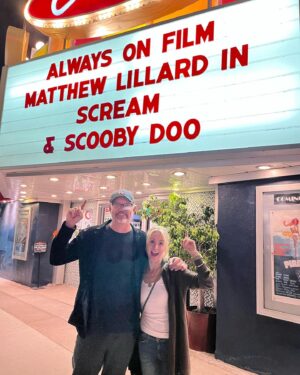 ALWAYS ON FILM
MATTHEW LILLARD IN
SCREAM
& SCOOBY DOO